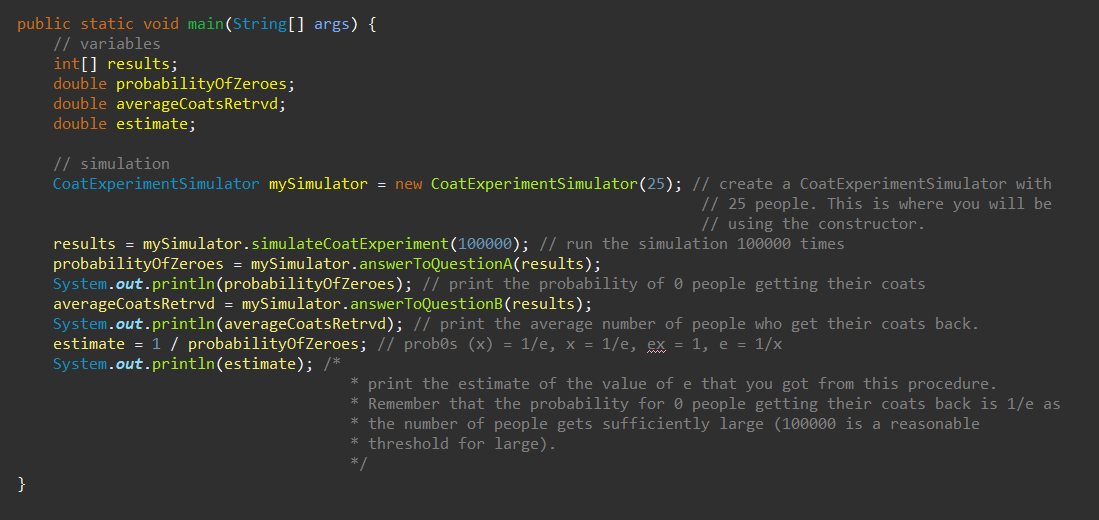 public static void main(String[] args) {
    // variables
    int[] results;
    double probabilityOfZeroes;
    double averageCoatsRetrvd;
    double estimate;

    // simulation
    CoatExperimentSimulator mySimulator = new CoatExperimentSimulator(25); // create a CoatExperimentSimulator with
                                                                            // 25 people. This is where you will be
                                                                            // using the constructor.
    results = mySimulator.simulateCoatExperiment(100000); // run the simulation 100000 times
    probabilityOfZeroes = mySimulator.answerToQuestionA(results);
    System.out.println(probabilityOfZeroes); // print the probability of 0 people getting their coats
    averageCoatsRetrvd = mySimulator.answerToQuestionB(results);
    System.out.println(averageCoatsRetrvd); // print the average number of people who get their coats back.
    estimate = 1 / probabilityOfZeroes; // prob0s (x) = 1/e, x = 1/e, ex = 1, e = 1/x
    System.out.println(estimate); /*
                                     * print the estimate of the value of e that you got from this procedure.
                                     * Remember that the probability for 0 people getting their coats back is 1/e as
                                     * the number of people gets sufficiently large (100000 is a reasonable
                                     * threshold for large).
                                     */
}